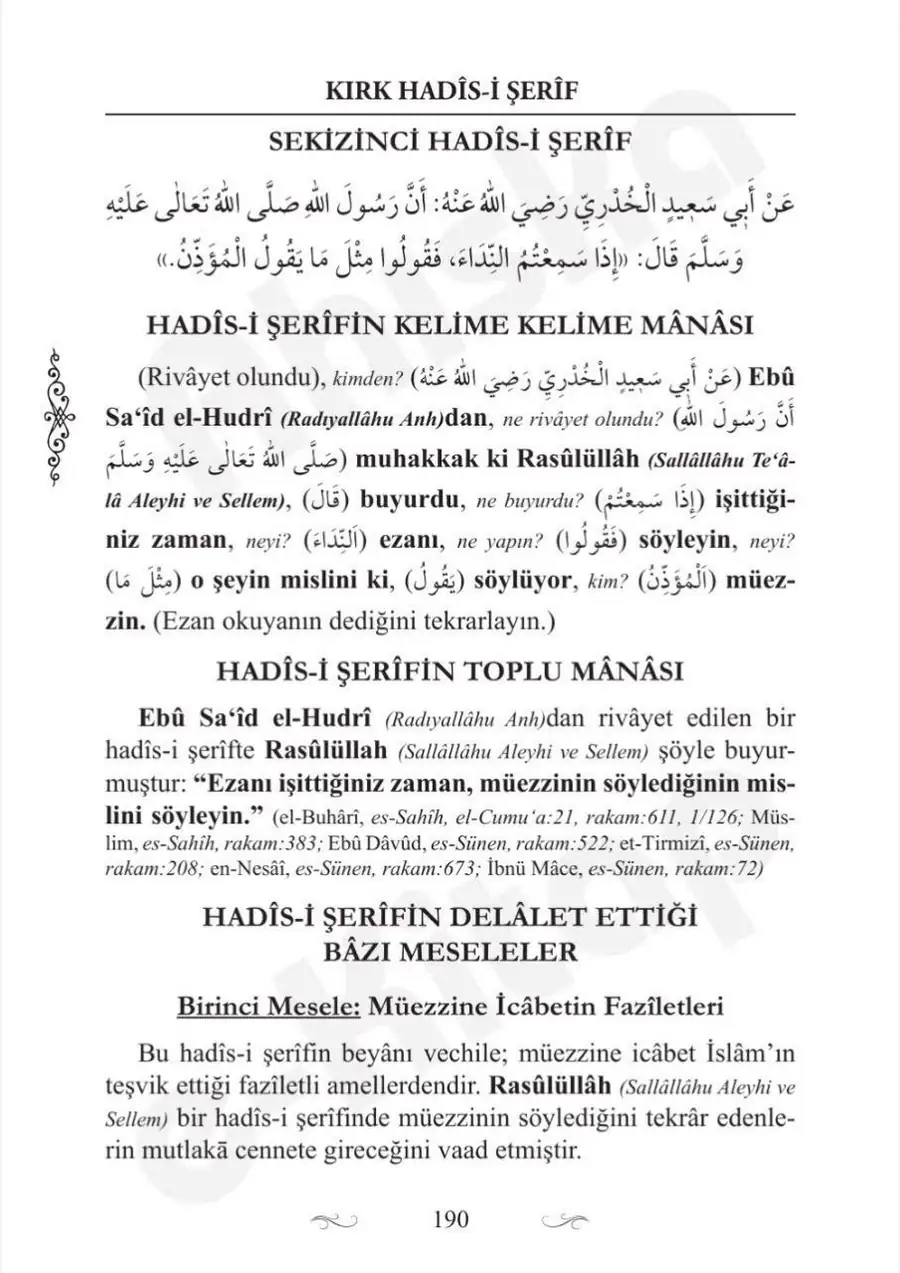 KIRK HADÎS-İ ŞERÎF
SEKİZİNCİ HADÎS-İ ŞERÎF
عَنْ أَبِي سَعِيدٍ الْخُدْرِيِّ رَضِيَ اللّٰهُ عَنْهُ: أَنَّ رَسُولَ اللّٰهِ صَلَّى اللّٰهُ تَعَالٰى عَلَيْهِ
وَسَلَّمَ قَالَ: «إِذَا سَمِعْتُمُ النِّدَاءَ، فَقُولُوا مِثْلَ مَا يَقُولُ الْمُؤَذِّنُ.»
HADÎS-İ ŞERÎFİN KELİME KELİME MÂNÂSI
(Rivâyet olundu), kimden? (عَنْ أَبِي سَعِيدٍ الْخُدْرِيِّ رَضِيَ اللّٰهُ عَنْهُ) Ebû
Sa‘îd el-Hudrî (Radıyallâhu Anh)dan, ne rivâyet olundu? (أَنَّ رَسُولَ اللّٰهِ
صَلَّى اللّٰهُ تَعَالٰى عَلَيْهِ وَسَلَّمَ) muhakkak ki Rasûlüllâh (Sallâllâhu Te‘â-
lâ Aleyhi ve Sellem), (قَالَ) buyurdu, ne buyurdu? (إِذَا سَمِعْتُمْ) işittiği-
niz zaman, neyi? (اَلنِّدَاءَ) ezanı, ne yapın? (فَقُولُوا) söyleyin, neyi?
(مِثْلَ مَا) o şeyin mislini ki, (يَقُولُ) söylüyor, kim? (اَلْمُؤَذِّنُ) müez-
zin. (Ezan okuyanın dediğini tekrarlayın.)
HADÎS-İ ŞERÎFİN TOPLU MÂNÂSI
Ebû Sa‘îd el-Hudrî (Radıyallâhu Anh)dan rivâyet edilen bir
hadîs-i şerîfte Rasûlüllah (Sallâllâhu Aleyhi ve Sellem) şöyle buyur-
muştur: “Ezanı işittiğiniz zaman, müezzinin söylediğinin mis-
lini söyleyin.” (el-Buhârî, es-Sahîh, el-Cumu‘a:21, rakam:611, 1/126; Müs-
lim, es-Sahîh, rakam:383; Ebû Dâvûd, es-Sünen, rakam:522; et-Tirmizî, es-Sünen,
rakam:208; en-Nesâî, es-Sünen, rakam:673; İbnü Mâce, es-Sünen, rakam:72)
HADÎS-İ ŞERÎFİN DELÂLET ETTİĞİ
BÂZI MESELELER
Birinci Mesele: Müezzine İcâbetin Fazîletleri
Bu hadîs-i şerîfin beyânı vechile; müezzine icâbet İslâm’ın
teşvik ettiği fazîletli amellerdendir. Rasûlüllâh (Sallâllâhu Aleyhi ve
Sellem) bir hadîs-i şerîfinde müezzinin söylediğini tekrâr edenle-
rin mutlakā cennete gireceğini vaad etmiştir.
190
ahıska
e-kitap